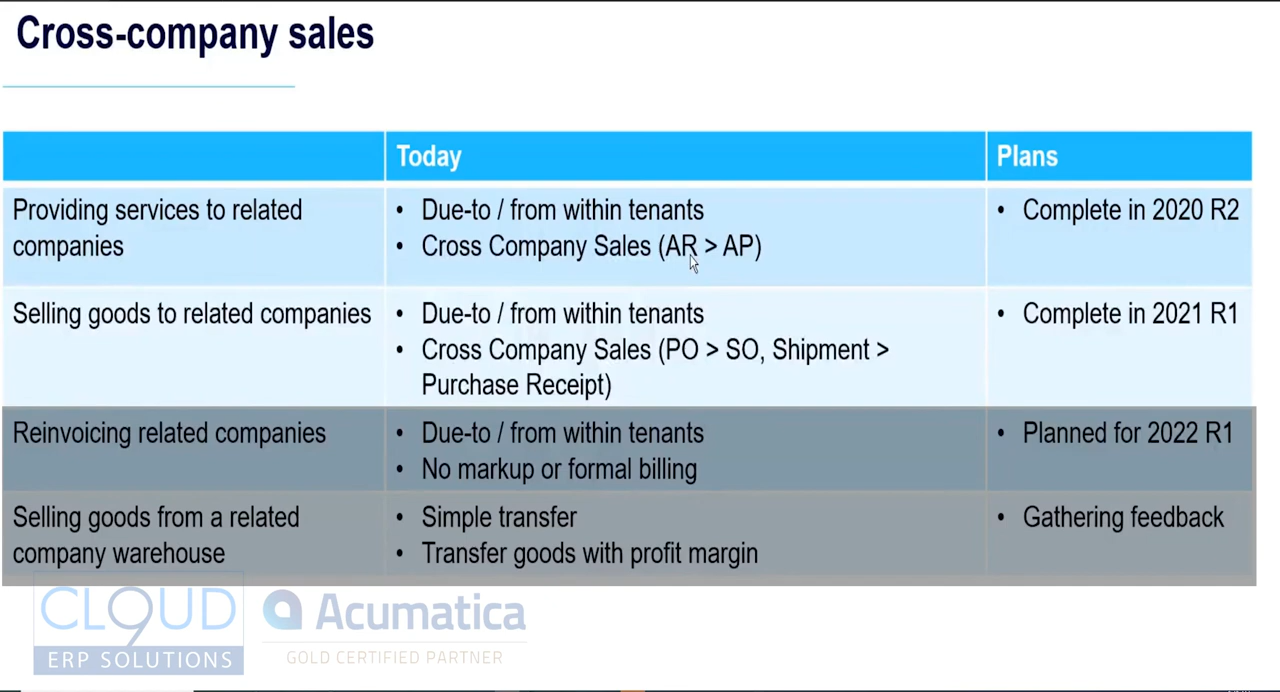 Cross-company sales
Today
Plans
Providing services to related
companies
• Due-to / from within tenants
• Cross Company Sales (AR > AP)
• Complete in 2020 R2
Selling goods to related companies
• Due-to / from within tenants
• Cross Company Sales (PO > SO, Shipment >
Purchase Receipt)
• Complete in 2021 R1
Reinvoicing related companies
• Due-to / from within tenants
• No markup or formal billing
• Planned for 2022 R1
Selling goods from a related
company warehouse
• Simple transfer
• Transfer goods with profit margin
• Gathering feedback
CL9UD
ERP SOLUTIONS
Acumatica
GOLD CERTIFIED PARTNER